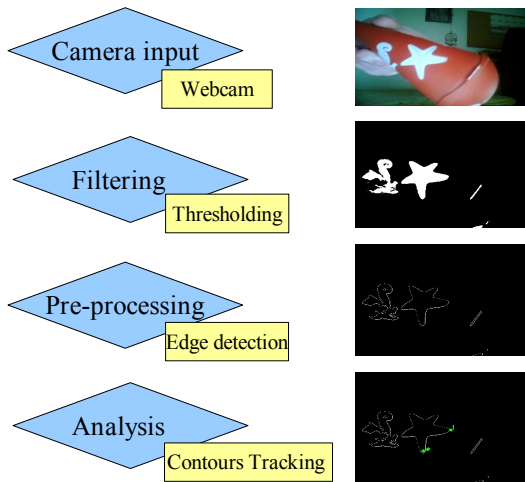 Camera input
Webcam
Filtering
Thresholding
Pre-processing
Edge detection
Analysis
Contours Tracking